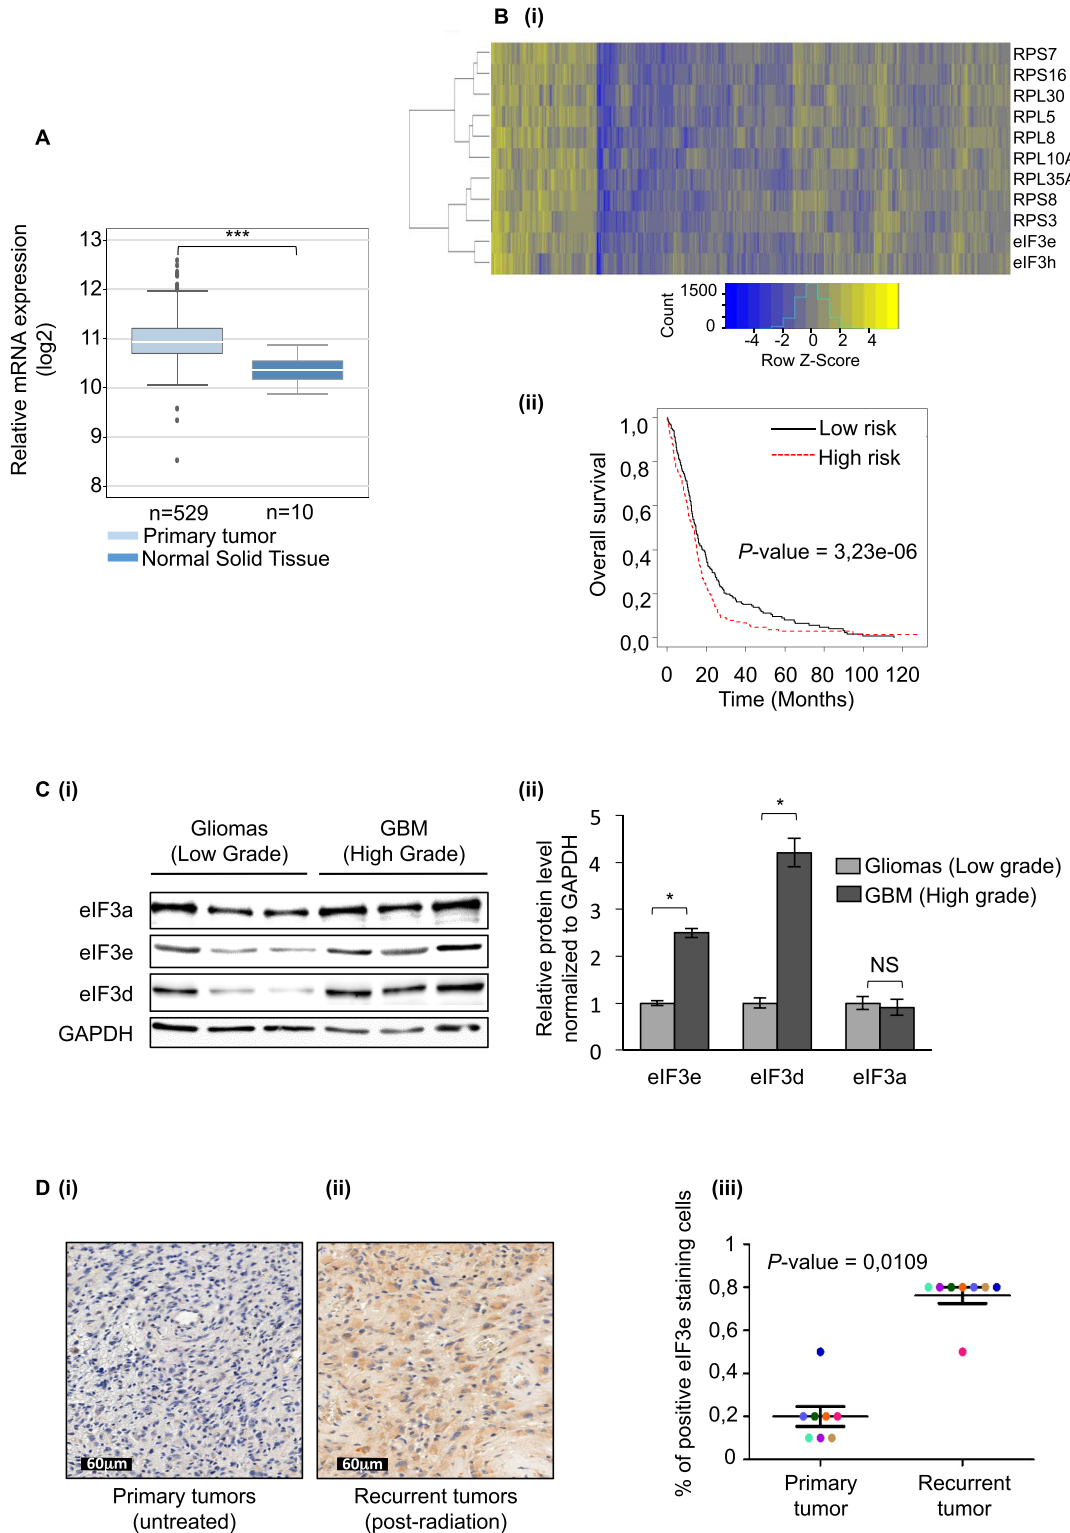 B (i)
RPS7
RPS16
RPL30
RPL5
RPL8
RPL10A
RPL35A
RPS8
RPS3
eIF3e
eIF3h
1500
0
Count
-4 -2 0 2 4
Row Z-Score
A
Relative mRNA expression
(log2)
13
12
11
10
9
8
***
n=529 n=10
Primary tumor
Normal Solid Tissue
(ii)
Overall survival
1,0
0,8
0,6
0,4
0,2
0,0
Low risk
High risk
P-value = 3,23e-06
0 20 40 60 80 100 120
Time (Months)
C (i)
Gliomas
(Low Grade)
GBM
(High Grade)
eIF3a
eIF3e
eIF3d
GAPDH
(ii)
Relative protein level
normalized to GAPDH
5
4
3
2
1
0
*
*
NS
Gliomas (Low grade)
GBM (High grade)
eIF3e eIF3d eIF3a
D (i)
60µm
Primary tumors
(untreated)
(ii)
60µm
Recurrent tumors
(post-radiation)
(iii)
% of positive eIF3e staining cells
1
0.8
0.6
0.4
0.2
0
P-value = 0,0109
Primary
tumor
Recurrent
tumor